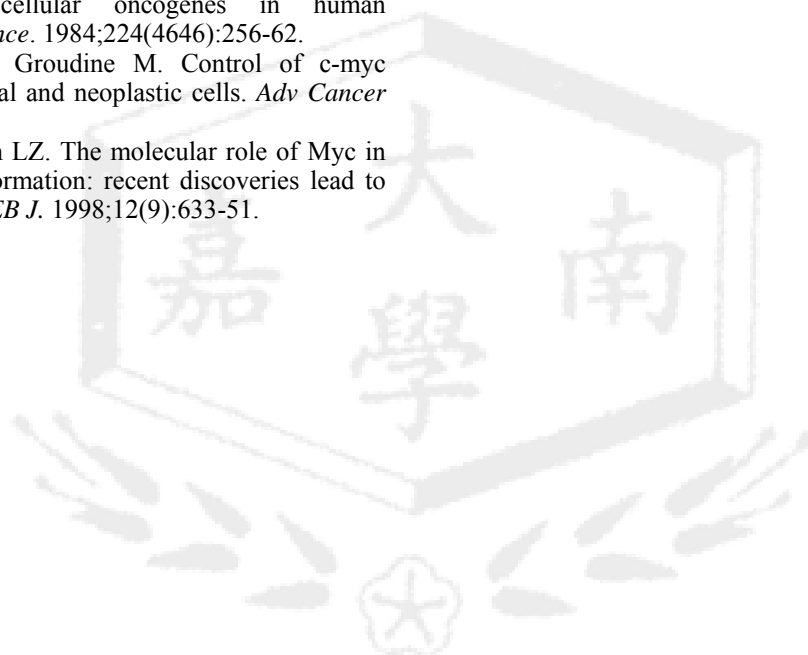 cellular oncogenes in human
nce. 1984;224(4646):256-62.
Groudine M. Control of c-myc
al and neoplastic cells. Adv Cancer
LZ. The molecular role of Myc in
ormation: recent discoveries lead to
EB J. 1998;12(9):633-51.
大
嘉 南
學